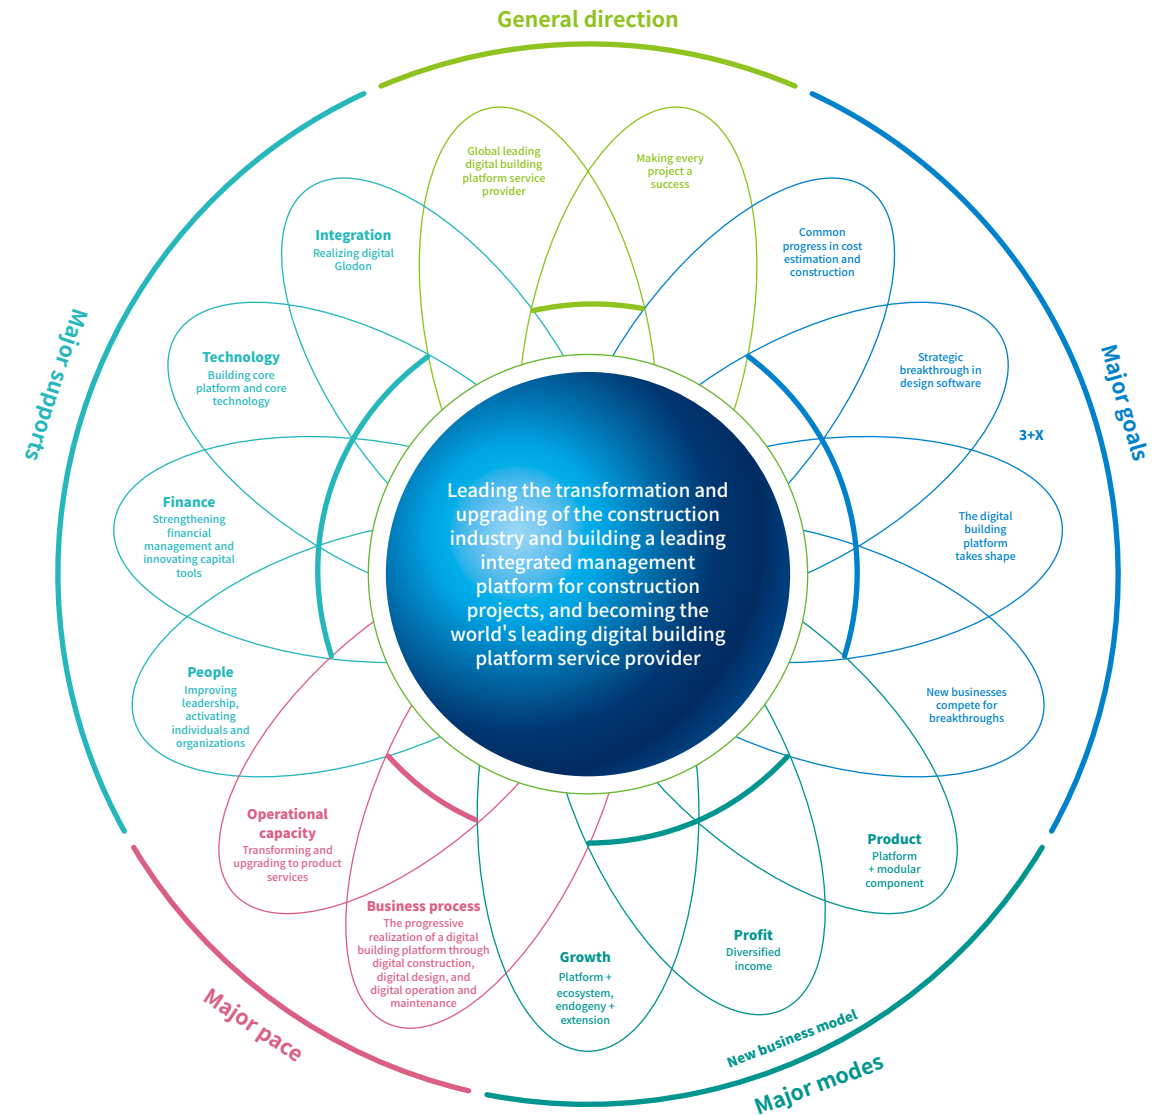 General direction
Global leading
digital building
platform service
provider
Making every
project a
success
Major goals
Common
progress in cost
estimation and
construction
Strategic
breakthrough in
design software
3+X
The digital
building
platform
takes shape
New businesses
compete for
breakthroughs
Major modes
New business model
Product
Platform
+ modular
component
Profit
Diversified
income
Growth
Platform +
ecosystem,
endogeny +
extension
Major pace
Business process
The progressive
realization of a digital
building platform through
digital construction,
digital design, and
digital operation and
maintenance
Operational
capacity
Transforming and
upgrading to product
services
Major supports
People
Improving
leadership,
activating
individuals and
organizations
Finance
Strengthening
financial
management and
innovating capital
tools
Technology
Building core
platform and core
technology
Integration
Realizing digital
Glodon
Leading the transformation and
upgrading of the construction
industry and building a leading
integrated management
platform for construction
projects, and becoming the
world's leading digital building
platform service provider